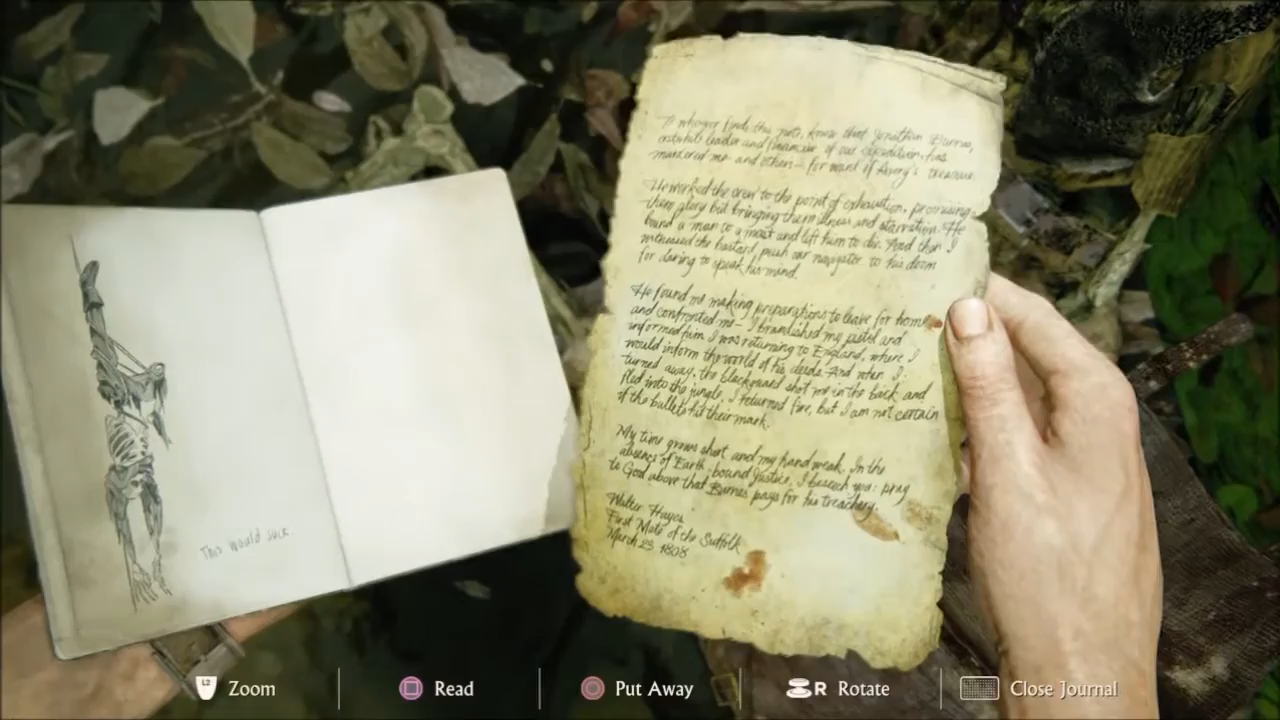 This would suck.
To whoever finds this note, know that Jonathan Burnes,
erstwhile leader and financier of our expedition, has
murdered me and others – for want of Avery's treasure.
He worked the crew to the point of exhaustion, promising
them glory but bringing them illness and starvation. He
bound a man to a mast and left him to die. And then I
witnessed the bastard push our navigator to his doom
for daring to speak his mind.
He found me making preparations to leave for home
and confronted me – I brandished my pistol and
informed him I was returning to England, where I
would inform the world of his deeds. And when I
turned away, the blackguard shot me in the back and
fled into the jungle. I returned fire, but I am not certain
if the bullets hit their mark.
My time grows short and my hand weak. In the
absence of Earth-bound Justice, I beseech you: pray
to God above that Burnes pays for his treachery.
Walter Hayes
First Mate of the Suffolk
March 23, 1808
L2 Zoom
Read
Put Away
R Rotate
Close Journal